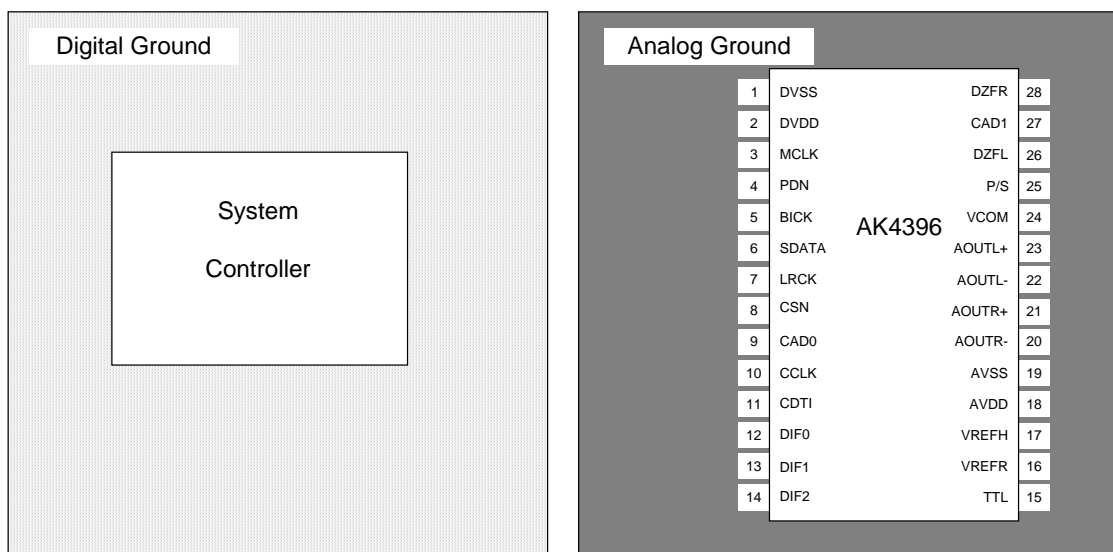 Digital Ground
System
Controller
Analog Ground
AK4396
1 DVSS DZFR 28
2 DVDD CAD1 27
3 MCLK DZFL 26
4 PDN P/S 25
5 BICK VCOM 24
6 SDATA AOUTL+ 23
7 LRCK AOUTL- 22
8 CSN AOUTR+ 21
9 CAD0 AOUTR- 20
10 CCLK AVSS 19
11 CDTI AVDD 18
12 DIF0 VREFH 17
13 DIF1 VREFR 16
14 DIF2 TTL 15